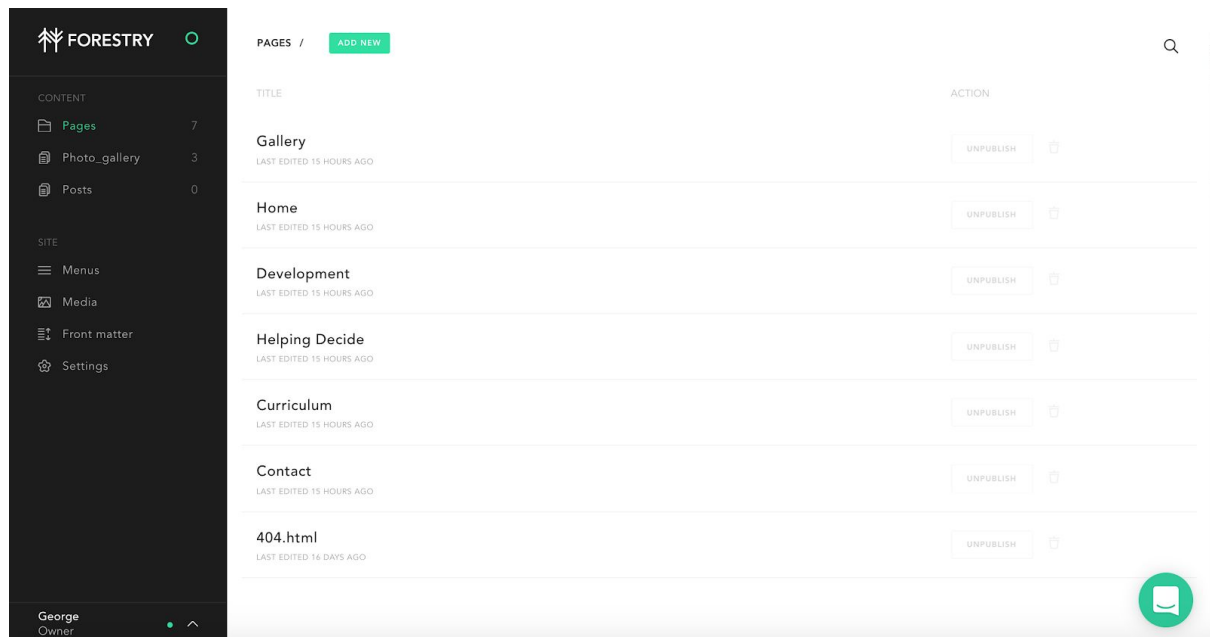 FORESTRY
CONTENT
Pages 7
Photo_gallery 3
Posts 0
SITE
Menus
Media
Front matter
Settings
George
Owner
PAGES / ADD NEW
TITLE ACTION
Gallery
LAST EDITED 15 HOURS AGO
UNPUBLISH
Home
LAST EDITED 15 HOURS AGO
UNPUBLISH
Development
LAST EDITED 15 HOURS AGO
UNPUBLISH
Helping Decide
LAST EDITED 15 HOURS AGO
UNPUBLISH
Curriculum
LAST EDITED 15 HOURS AGO
UNPUBLISH
Contact
LAST EDITED 15 HOURS AGO
UNPUBLISH
404.html
LAST EDITED 16 DAYS AGO
UNPUBLISH